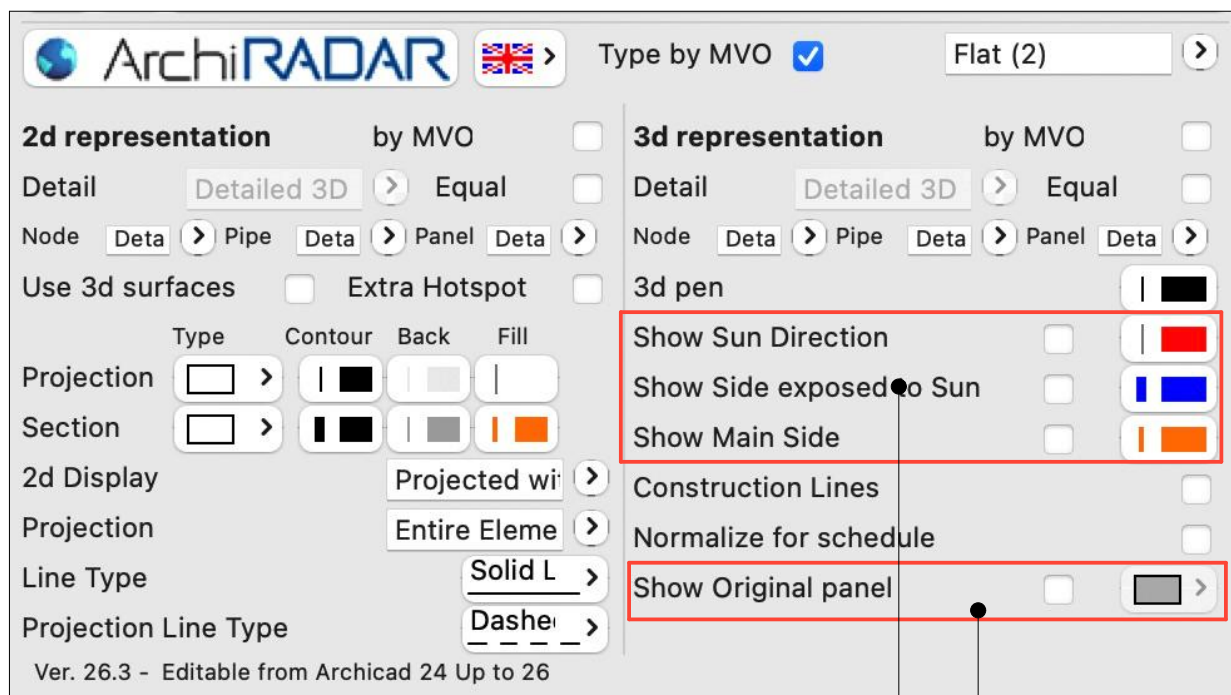 ArchiRADAR
Type by MVO
Flat (2)
2d representation by MVO
Detail Detailed 3D Equal
Node Deta Pipe Deta Panel Deta
Use 3d surfaces Extra Hotspot
Type Contour Back Fill
Projection
Section
2d Display Projected wi
Projection Entire Eleme
Line Type Solid L
Projection Line Type Dashe
Ver. 26.3 - Editable from Archicad 24 Up to 26
3d representation by MVO
Detail Detailed 3D Equal
Node Deta Pipe Deta Panel Deta
3d pen
Show Sun Direction
Show Side exposed to Sun
Show Main Side
Construction Lines
Normalize for schedule
Show Original panel